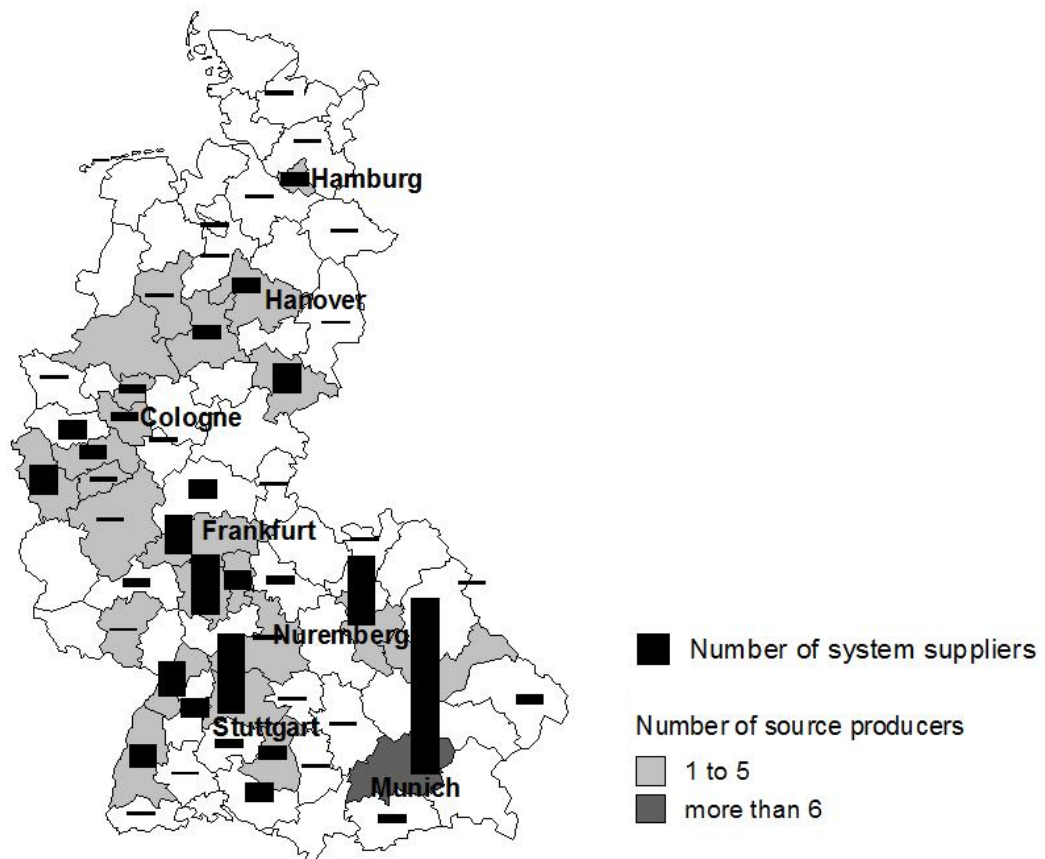 Hamburg
Hanover
Cologne
Frankfurt
Nuremberg
Number of system suppliers
Stuttgart
Number of source producers
1 to 5
Munich
more than 6